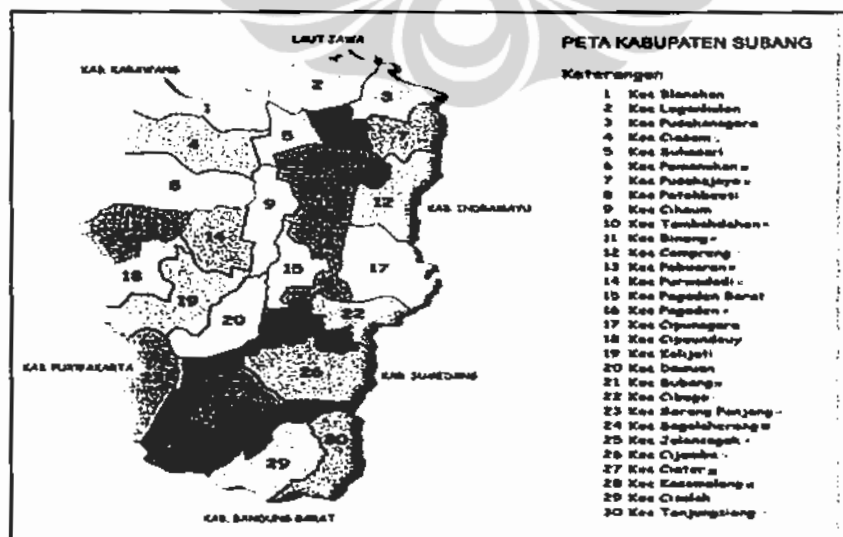 LAUT JAWA
PETA KABUPATEN SUBANG
KAB. KARAWANG
Keterangan
1 Kec Blanakan
2 Kec Legonkulon
3 Kec Pusakanagara
4 Kec Ciasem
5 Kec Sukasari
6 Kec Pamanukan
7 Kec Pusakajaya
8 Kec Patokbeusi
9 Kec Cikaum
10 Kec Tambakdahan
11 Kec Binong
12 Kec Compreng
13 Kec Pabuaran
14 Kec Purwadadi
15 Kec Pagaden Barat
16 Kec Pagaden
17 Kec Cipunagara
18 Kec Cipeundeuy
19 Kec Kalijati
20 Kec Dawuan
21 Kec Subang
22 Kec Cibogo
23 Kec Serang Panjang
24 Kec Sagalaherang
25 Kec Jalancagak
26 Kec Cijambe
27 Kec Ciater
28 Kec Kasomalang
29 Kec Cisalak
30 Kec Tanjungsiang
1
2
3
4
5
7
8
9
12
KAB. INDRAMAYU
14
15
17
18
19
20
22
KAB. PURWAKARTA
26
KAB. SUMEDANG
30
29
KAB. BANDUNG BARAT